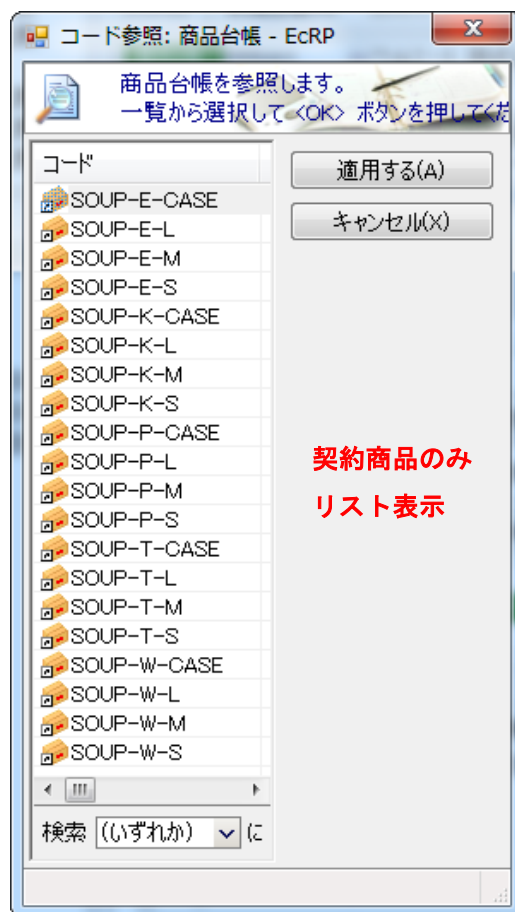 コード参照: 商品台帳 - EcRP
商品台帳を参照します。
一覧から選択して <OK> ボタンを押してくだ
コード
適用する(A)
キャンセル(X)
SOUP-E-CASE
SOUP-E-L
SOUP-E-M
SOUP-E-S
SOUP-K-CASE
SOUP-K-L
SOUP-K-M
SOUP-K-S
SOUP-P-CASE
SOUP-P-L
SOUP-P-M
SOUP-P-S
SOUP-T-CASE
SOUP-T-L
SOUP-T-M
SOUP-T-S
SOUP-W-CASE
SOUP-W-L
SOUP-W-M
SOUP-W-S
契約商品のみ
リスト表示
検索 (いずれか) に